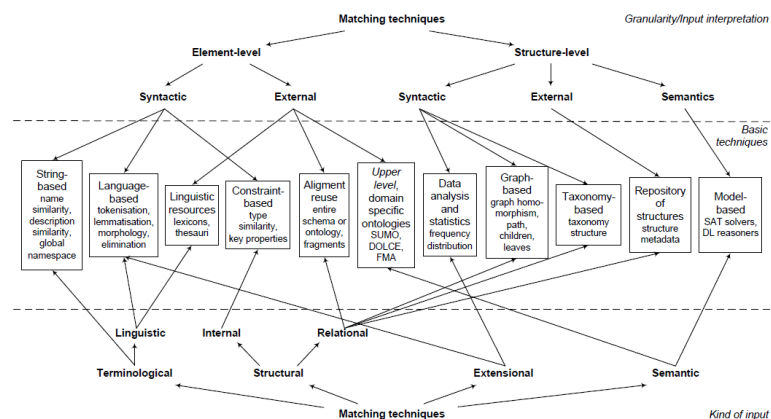 Matching techniques
Granularity/Input interpretation
Element-level
Structure-level
Syntactic
External
Syntactic
External
Semantics
Basic
techniques
String-
based
name
similarity,
description
similarity,
global
namespace
Language-
based
tokenisation,
lemmatisation,
morphology,
elimination
Linguistic
resources
lexicons,
thesauri
Constraint-
based
type
similarity,
key properties
Aligment
reuse
entire
schema or
ontology,
fragments
Upper
level,
domain
specific
ontologies
SUMO,
DOLCE,
FMA
Data
analysis
and
statistics
frequency
distribution
Graph-
based
graph homo-
morphism,
path,
children,
leaves
Taxonomy-
based
taxonomy
structure
Repository
of
structures
structure
metadata
Model-
based
SAT solvers,
DL reasoners
Linguistic
Internal
Relational
Terminological
Structural
Extensional
Semantic
Matching techniques
Kind of input